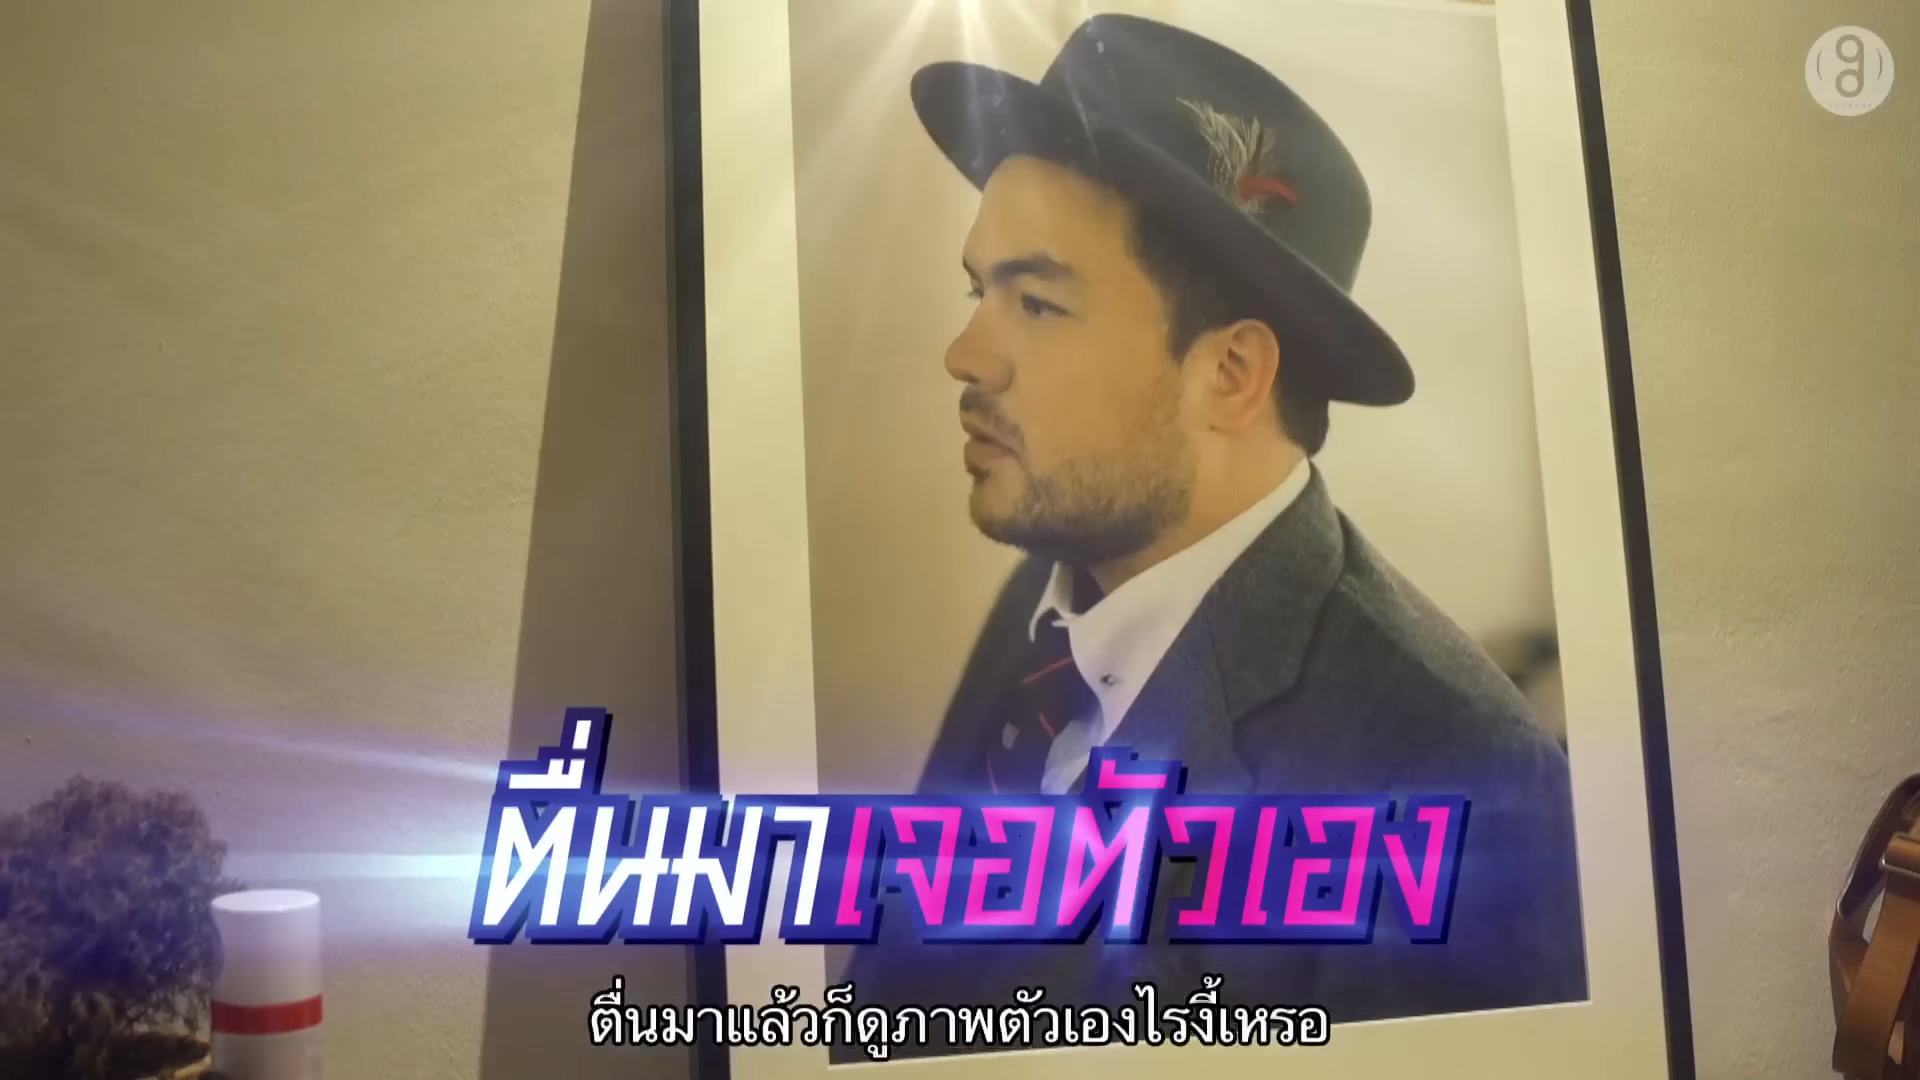 ตื่นมาเจอตัวเอง
ตื่นมาแล้วก็ดูภาพตัวเองไรงี้เหรอ